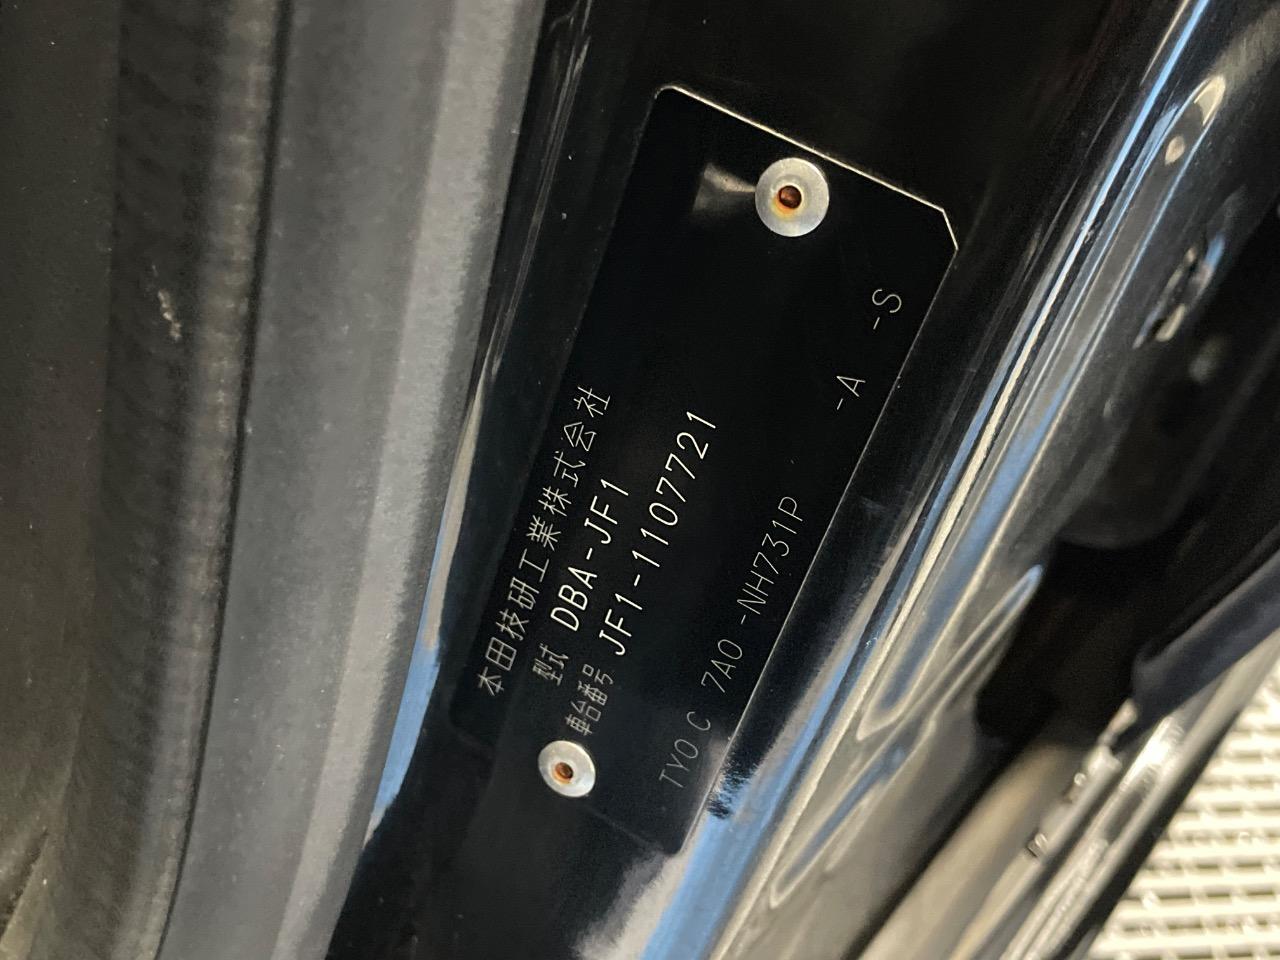 本田技研工業株式会社
型式 DBA-JF1
車台番号 JF1-1107721
TY0 C 7A0 -NH731P -A -S